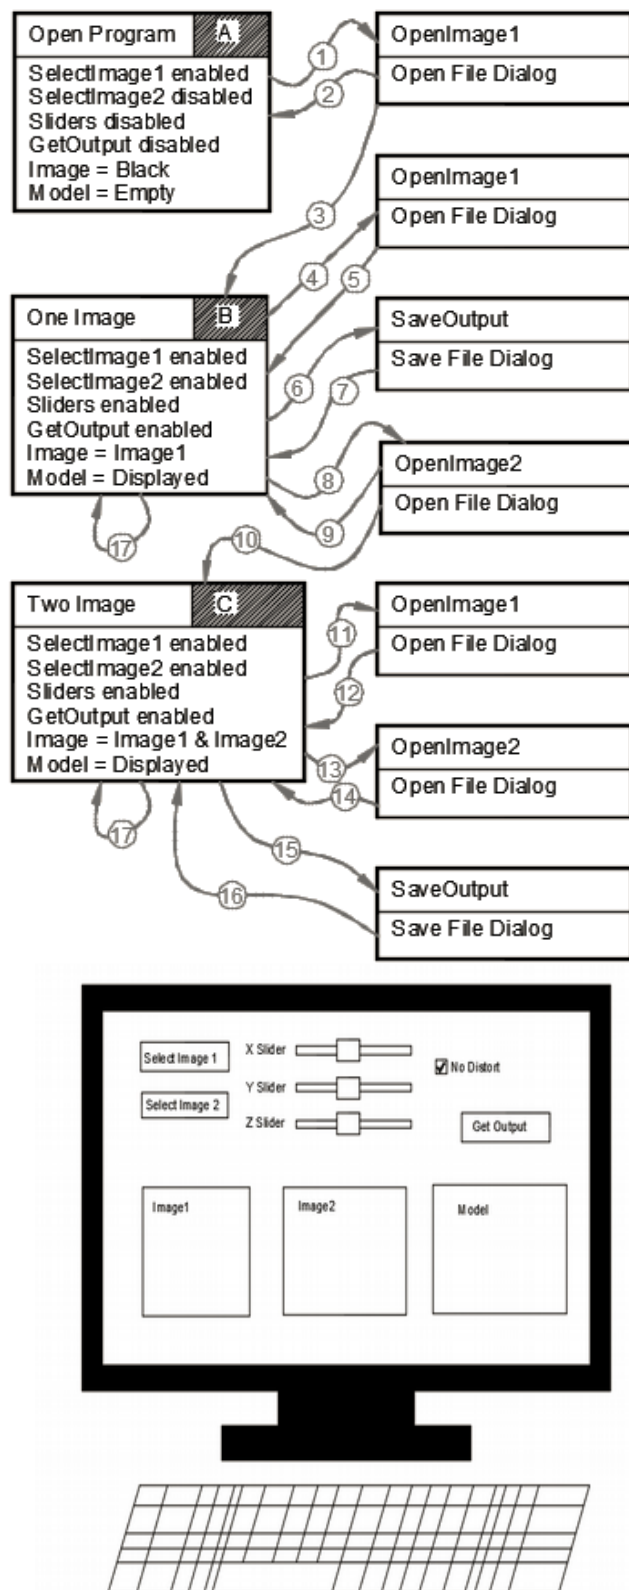 Open Program A
SelectImage1 enabled
SelectImage2 disabled
Sliders disabled
GetOutput disabled
Image = Black
Model = Empty
1
2
OpenImage1
Open File Dialog
3
OpenImage1
Open File Dialog
4
5
One Image B
SelectImage1 enabled
SelectImage2 enabled
Sliders enabled
GetOutput enabled
Image = Image1
Model = Displayed
6
7
SaveOutput
Save File Dialog
8
9
OpenImage2
Open File Dialog
17
10
Two Image C
SelectImage1 enabled
SelectImage2 enabled
Sliders enabled
GetOutput enabled
Image = Image1 & Image2
Model = Displayed
11
12
OpenImage1
Open File Dialog
13
14
OpenImage2
Open File Dialog
17
15
16
SaveOutput
Save File Dialog
Select Image 1
Select Image 2
X Slider
Y Slider
Z Slider
No Distort
Get Output
Image1
Image2
Model